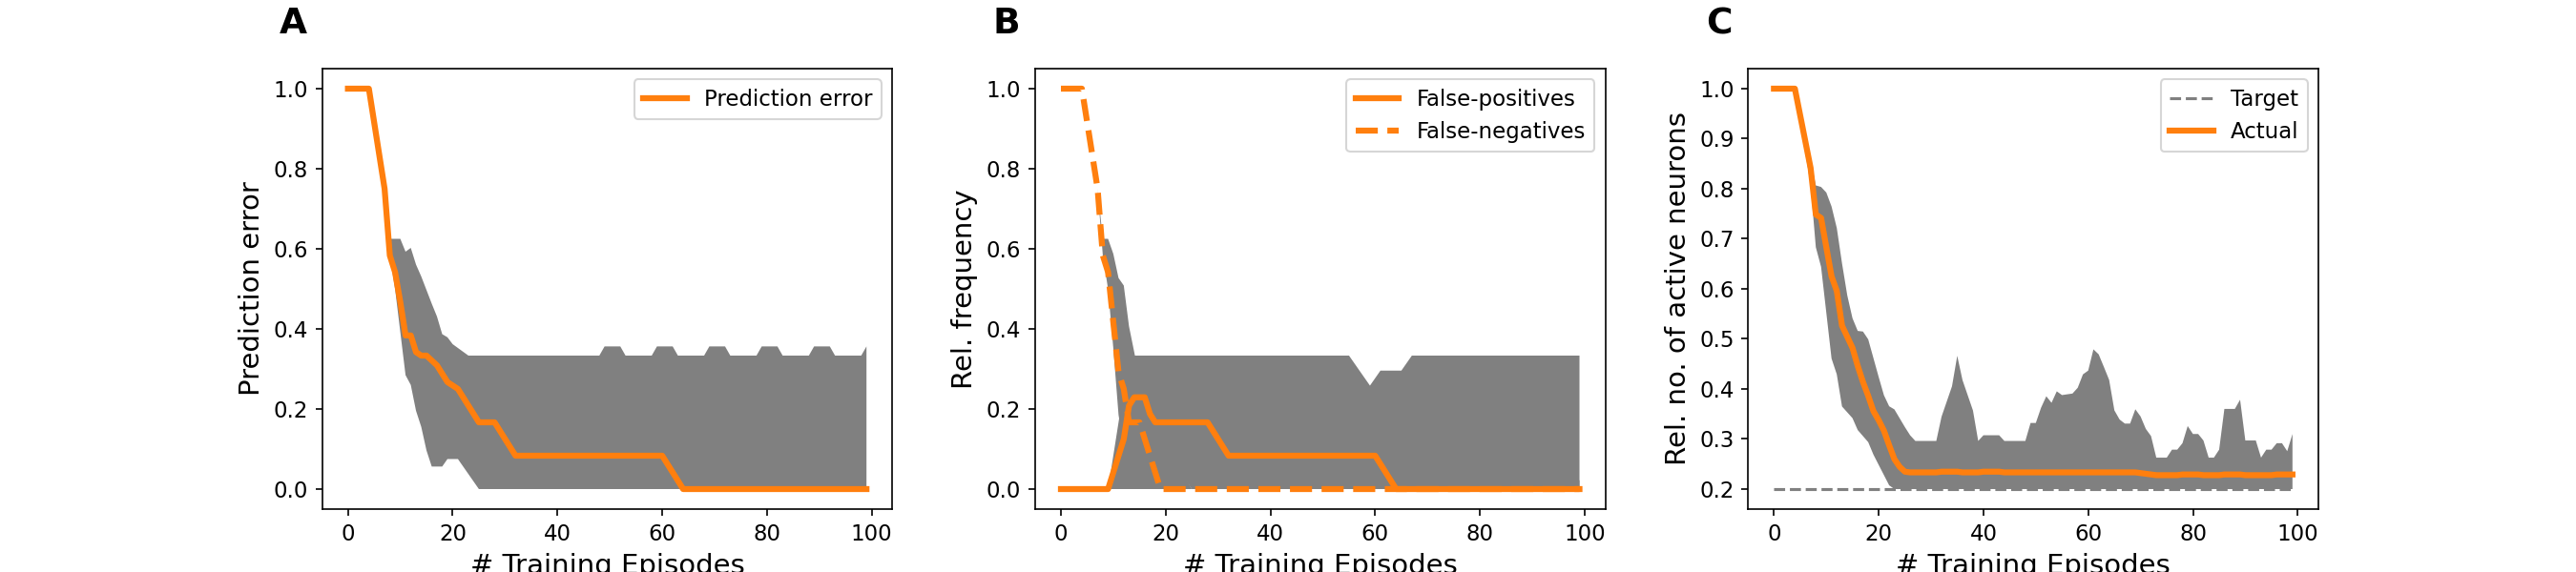 A
B
C
Prediction error
1.0
0.8
0.6
0.4
0.2
0.0
0 20 40 60 80 100
Prediction error
# Training Episodes
False-positives
False-negatives
1.0
0.8
0.6
0.4
0.2
0.0
0 20 40 60 80 100
Rel. frequency
# Training Episodes
Target
Actual
1.0
0.9
0.8
0.7
0.6
0.5
0.4
0.3
0.2
0 20 40 60 80 100
Rel. no. of active neurons
# Training Episodes